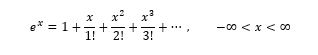 e^x = 1 + x/1! + x^2/2! + x^3/3! + ⋯ , −∞ < x < ∞